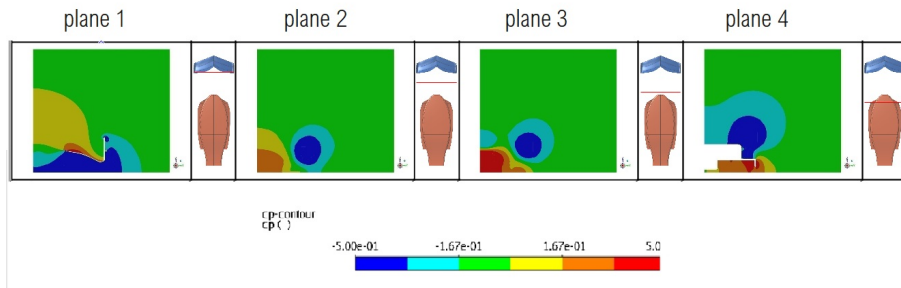 plane 1
plane 2
plane 3
plane 4
cp-contour
cp ( )
-5.00e-01 -1.67e-01 1.67e-01 5.0